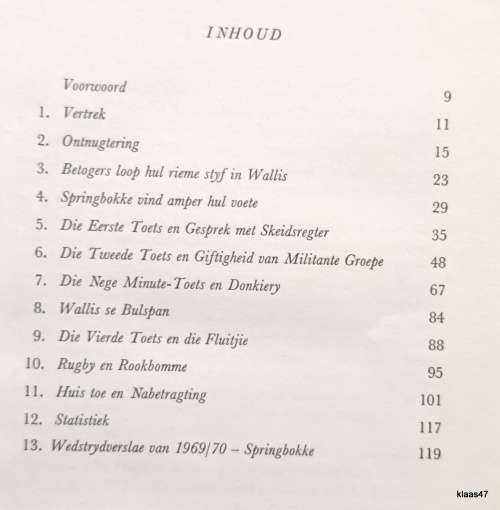 INHOUD
Voorwoord 9
1. Vertrek 11
2. Ontnugtering 15
3. Betogers loop hul rieme styf in Wallis 23
4. Springbokke vind amper hul voete 29
5. Die Eerste Toets en Gesprek met Skeidsregter 35
6. Die Tweede Toets en Giftigheid van Militante Groepe 48
7. Die Nege Minute-Toets en Donkiery 67
8. Wallis se Bulspan 84
9. Die Vierde Toets en die Fluitjie 88
10. Rugby en Rookbomme 95
11. Huis toe en Nabetragting 101
12. Statistiek 117
13. Wedstrydverslae van 1969/70 – Springbokke 119
klaas47